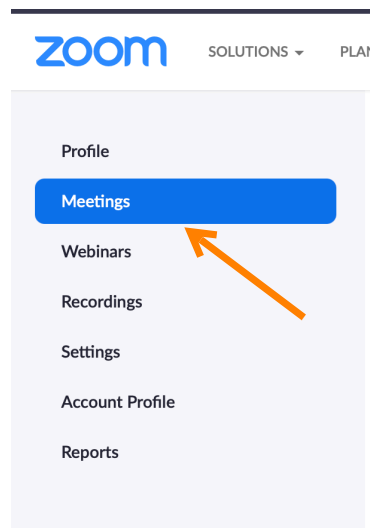 zoom SOLUTIONS
Profile
Meetings
Webinars
Recordings
Settings
Account Profile
Reports